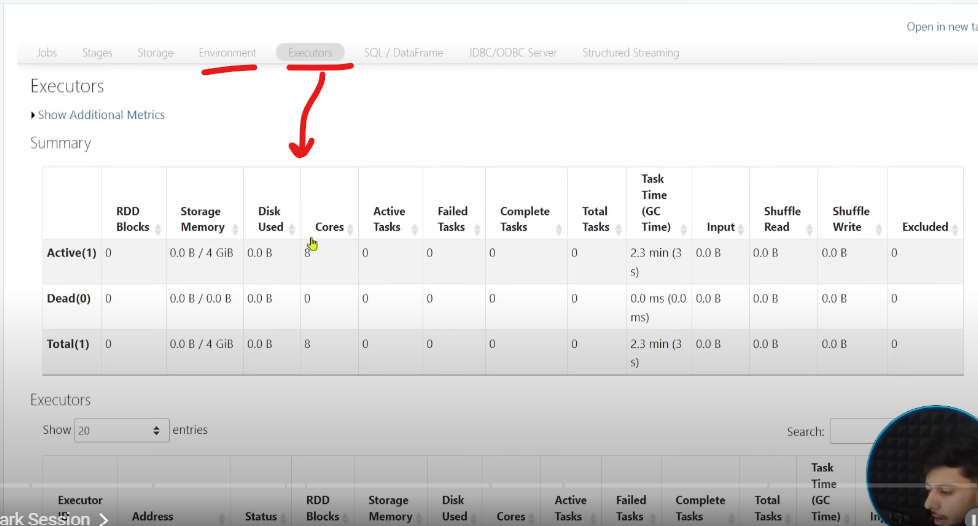 Open in new ta
Jobs Stages Storage Environment Executors SQL / DataFrame JDBC/ODBC Server Structured Streaming
Executors
Show Additional Metrics
Summary
RDD Blocks Storage Memory Disk Used Cores Active Tasks Failed Tasks Complete Tasks Total Tasks Task Time (GC Time) Input Shuffle Read Shuffle Write Excluded
Active(1) 0 0.0 B / 4 GiB 0.0 B 8 0 0 0 0 2.3 min (3 s) 0.0 B 0.0 B 0.0 B 0
Dead(0) 0 0.0 B / 0.0 B 0.0 B 0 0 0 0 0 0.0 ms (0.0 ms) 0.0 B 0.0 B 0.0 B 0
Total(1) 0 0.0 B / 4 GiB 0.0 B 8 0 0 0 0 2.3 min (3 s) 0.0 B 0.0 B 0.0 B 0
Executors
Show 20 entries
Search:
Executor Address Status RDD Blocks Storage Memory Disk Used Cores Active Tasks Failed Tasks Complete Tasks Total Tasks Task Time (GC Time)
ark Session